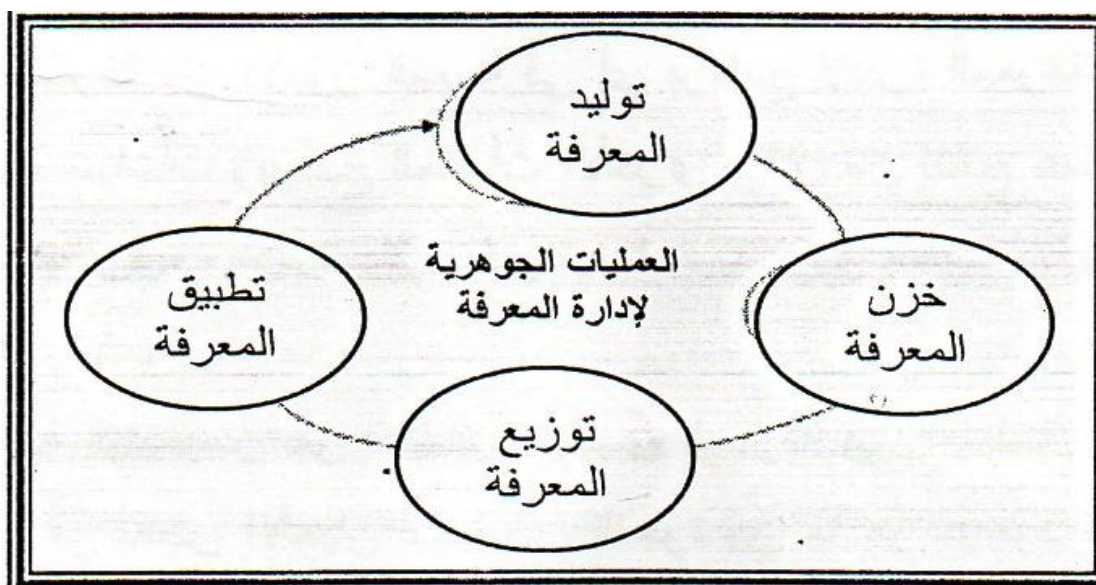 توليد
المعرفة
العمليات الجوهرية
لإدارة المعرفة
خزن
المعرفة
توزيع
المعرفة
تطبيق
المعرفة